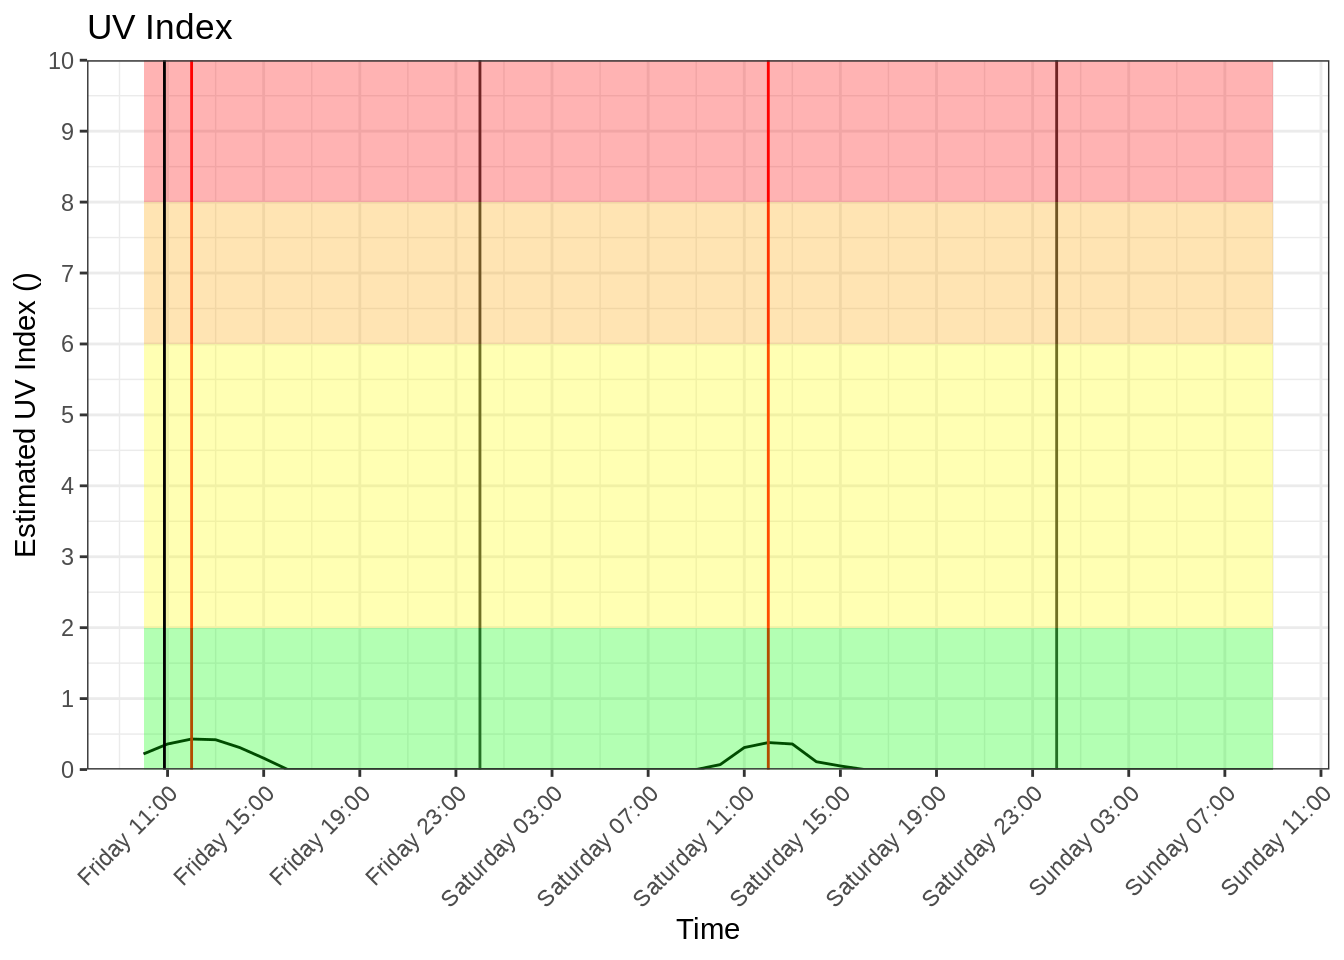 UV Index
Estimated UV Index ()
10
9
8
7
6
5
4
3
2
1
0
Friday 11:00
Friday 15:00
Friday 19:00
Friday 23:00
Saturday 03:00
Saturday 07:00
Saturday 11:00
Saturday 15:00
Saturday 19:00
Saturday 23:00
Sunday 03:00
Sunday 07:00
Sunday 11:00
Time